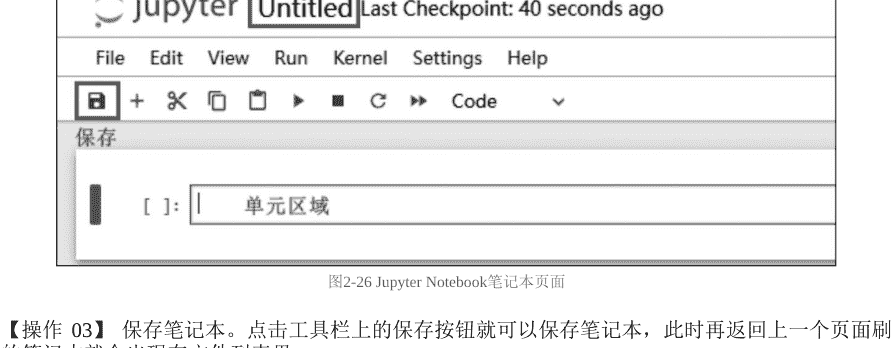 Jupyter Untitled Last Checkpoint: 40 seconds ago
File Edit View Run Kernel Settings Help
Code
保存
[ ]: 单元区域
图2-26 Jupyter Notebook笔记本页面
【操作 03】 保存笔记本。点击工具栏上的保存按钮就可以保存笔记本，此时再返回上一个页面刷